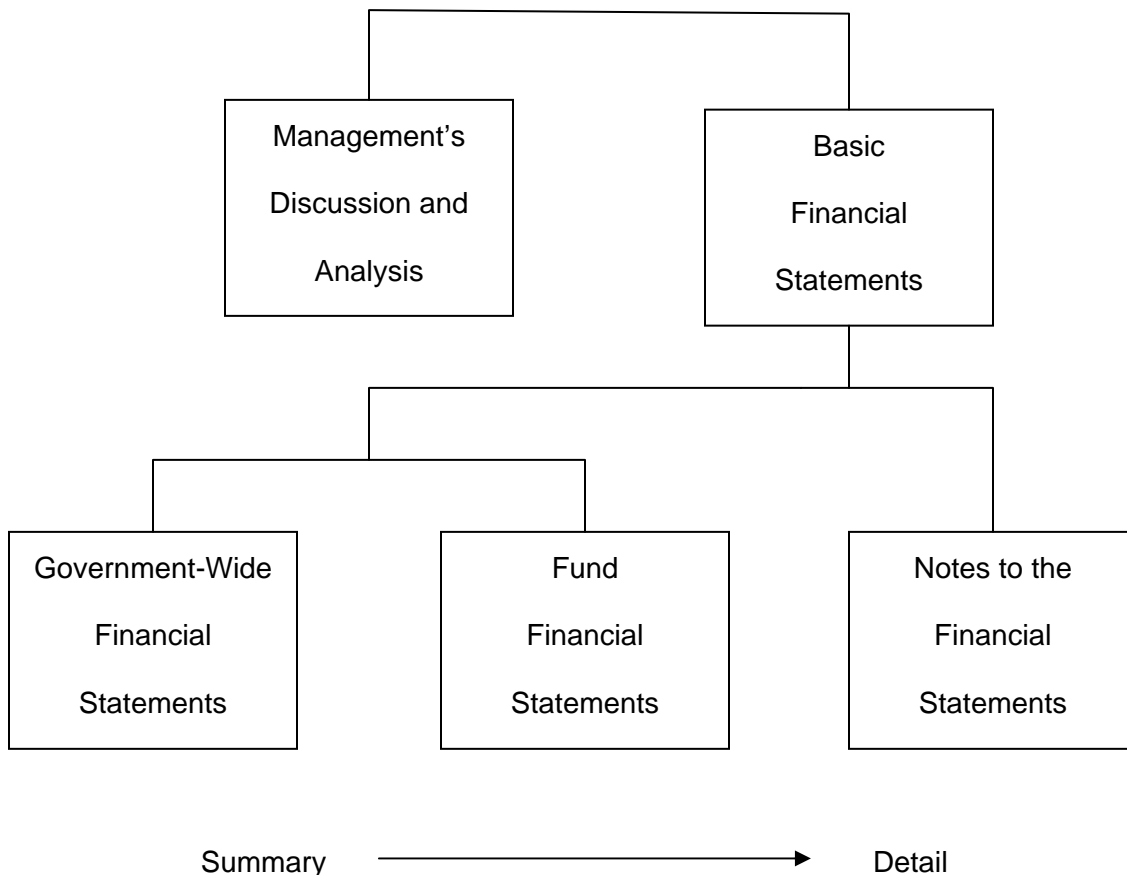 Management’s
Discussion and
Analysis
Basic
Financial
Statements
Government-Wide
Financial
Statements
Fund
Financial
Statements
Notes to the
Financial
Statements
Summary
Detail